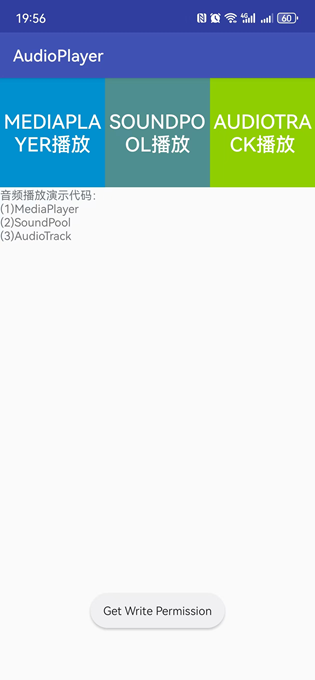 19:56
4G
60
AudioPlayer
MEDIAPLA
YER播放
SOUNDPO
OL播放
AUDIOTRA
CK播放
音频播放演示代码：
(1)MediaPlayer
(2)SoundPool
(3)AudioTrack
Get Write Permission